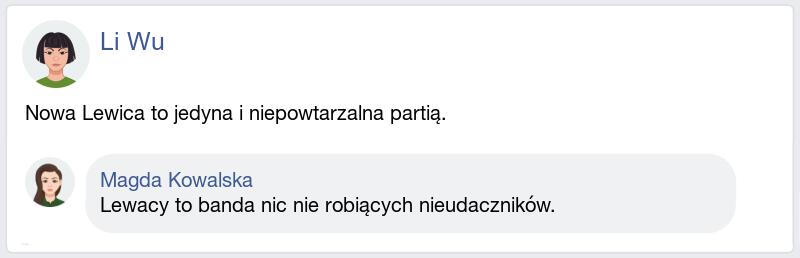 Li Wu
Nowa Lewica to jedyna i niepowtarzalna partią.
Magda Kowalska
Lewacy to banda nic nie robiących nieudaczników.